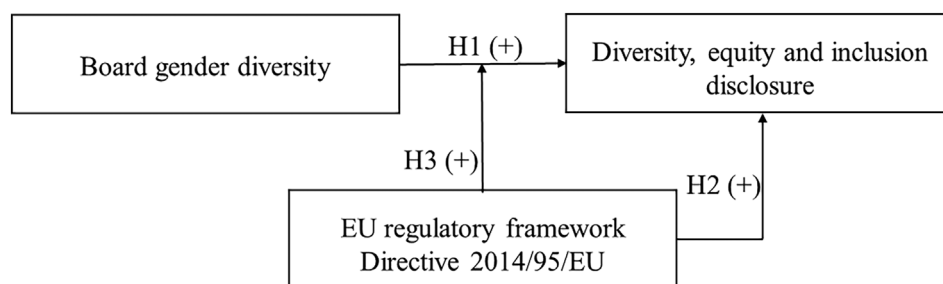 Board gender diversity
H1 (+)
Diversity, equity and inclusion
disclosure
H3 (+)
H2 (+)
EU regulatory framework
Directive 2014/95/EU